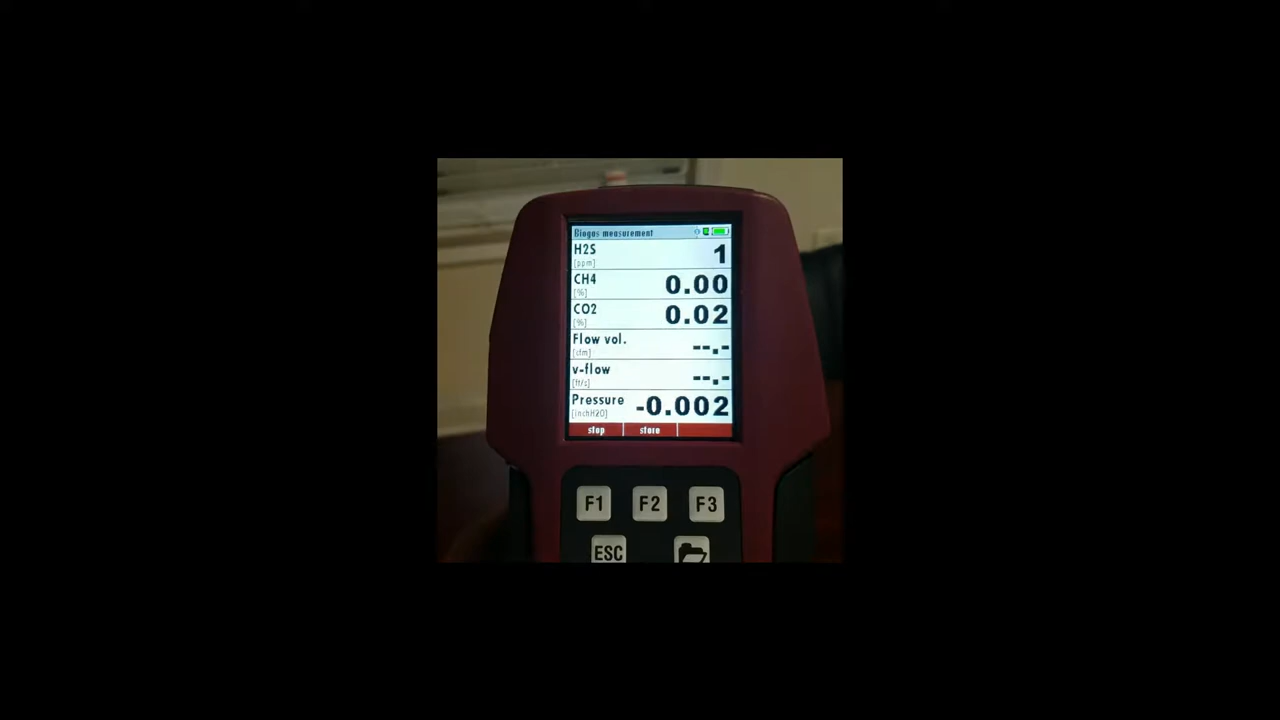 Biogas measurement
H2S 1
[ppm]
CH4 0.00
[%]
CO2 0.02
[%]
Flow vol. --.-
[cfm]
v-flow --.-
[ft/s]
Pressure -0.002
[inchH2O]
stop store
F1 F2 F3
ESC